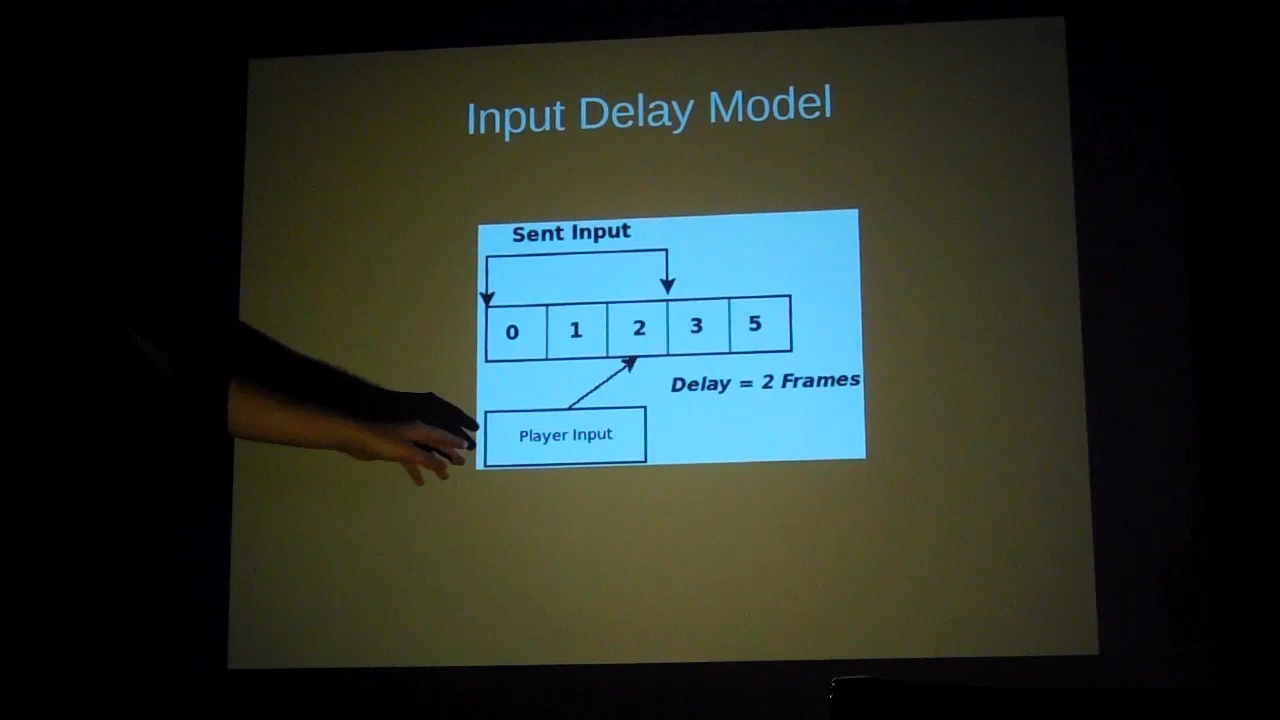 Input Delay Model
Sent Input
0 1 2 3 5
Delay = 2 Frames
Player Input